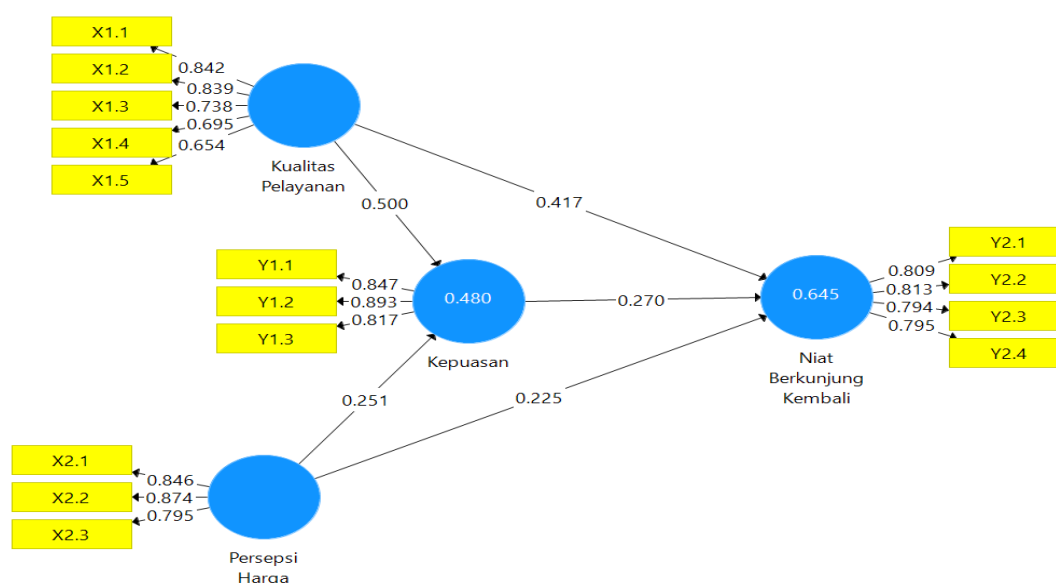 X1.1
X1.2
X1.3
X1.4
X1.5
0.842
0.839
0.738
0.695
0.654
Kualitas
Pelayanan
0.500
0.417
Y1.1
Y1.2
Y1.3
0.847
0.893
0.817
0.480
Kepuasan
0.270
0.645
Niat
Berkunjung
Kembali
0.809
0.813
0.794
0.795
Y2.1
Y2.2
Y2.3
Y2.4
0.251
0.225
X2.1
X2.2
X2.3
0.846
0.874
0.795
Persepsi
Harga